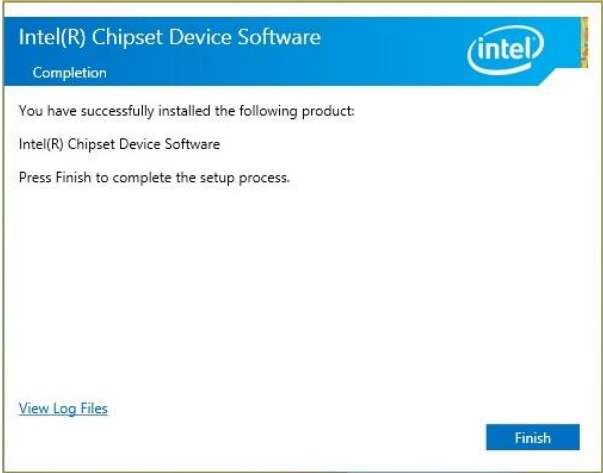 Intel(R) Chipset Device Software
(intel)
Completion
You have successfully installed the following product:
Intel(R) Chipset Device Software
Press Finish to complete the setup process.
View Log Files
Finish